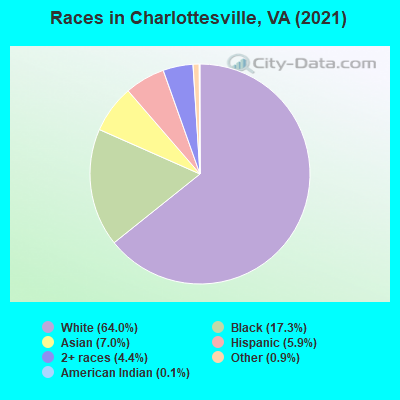 Races in Charlottesville, VA (2021)
City-Data.com
White (64.0%)
Black (17.3%)
Asian (7.0%)
Hispanic (5.9%)
2+ races (4.4%)
Other (0.9%)
American Indian (0.1%)